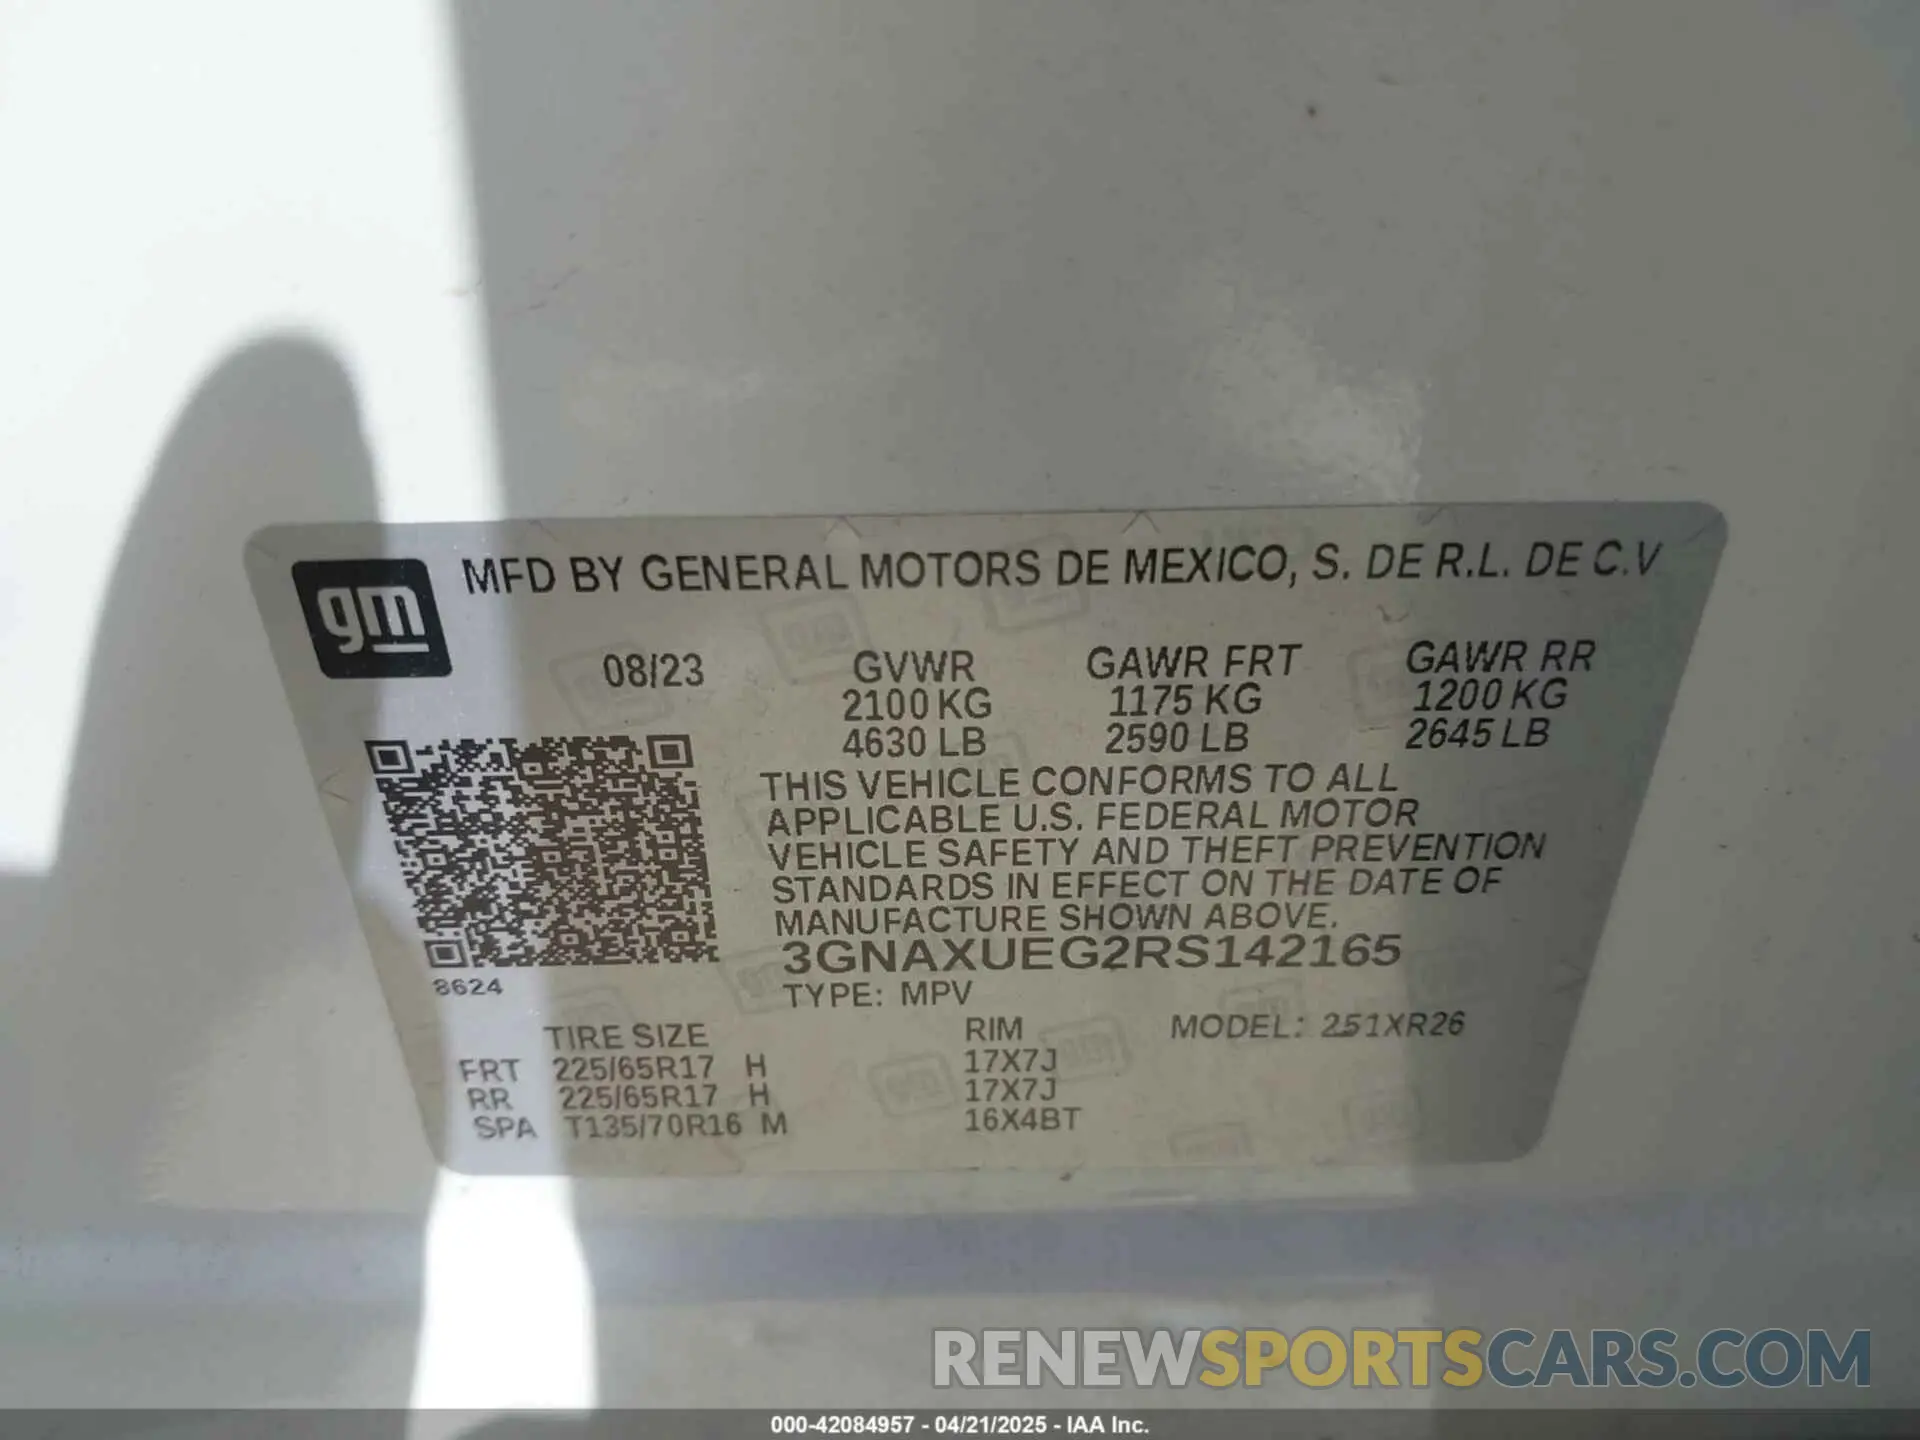 gm
MFD BY GENERAL MOTORS DE MEXICO, S. DE R.L. DE C.V
08/23 GVWR GAWR FRT GAWR RR
2100 KG 1175 KG 1200 KG
4630 LB 2590 LB 2645 LB
THIS VEHICLE CONFORMS TO ALL
APPLICABLE U.S. FEDERAL MOTOR
VEHICLE SAFETY AND THEFT PREVENTION
STANDARDS IN EFFECT ON THE DATE OF
MANUFACTURE SHOWN ABOVE.
3GNAXUEG2RS142165
8624
TYPE: MPV
TIRE SIZE RIM MODEL: 251XR26
FRT 225/65R17 H 17X7J
RR 225/65R17 H 17X7J
SPA T135/70R16 M 16X4BT
RENEWSPORTSCARS.COM
000-42084957 - 04/21/2025 - IAA Inc.